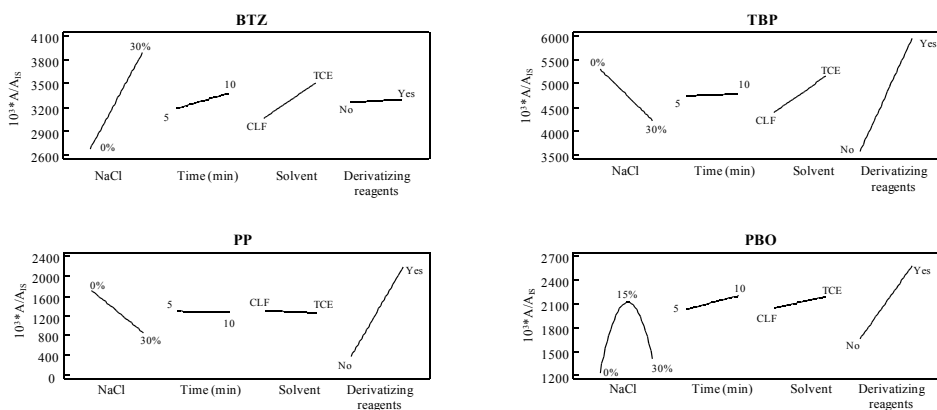 BTZ
10³*A/A_IS
4100
3800
3500
3200
2900
2600
30%
0%
5
10
CLF
TCE
No
Yes
NaCl
Time (min)
Solvent
Derivatizing
reagents
TBP
10³*A/A_IS
6000
5500
5000
4500
4000
3500
0%
30%
5
10
CLF
TCE
No
Yes
NaCl
Time (min)
Solvent
Derivatizing
reagents
PP
10³*A/A_IS
2400
2000
1600
1200
800
400
0
0%
30%
5
10
CLF
TCE
No
Yes
NaCl
Time (min)
Solvent
Derivatizing
reagents
PBO
10³*A/A_IS
2700
2400
2100
1800
1500
1200
0%
15%
30%
5
10
CLF
TCE
No
Yes
NaCl
Time (min)
Solvent
Derivatizing
reagents